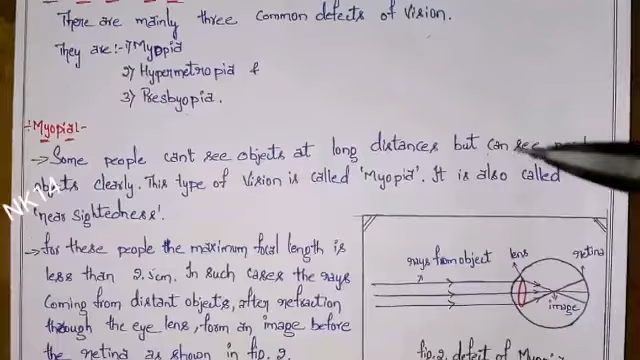 There are mainly three common defects of Vision.
They are :- 1) Myopia
2) Hypermetropia &
3) Presbyopia.
÷Myopia:-
→ Some people can't see objects at long distances but can see
objects clearly. This type of Vision is called 'Myopia'. It is also called
'near sightedness'.
→ For these people the maximum focal length is
less than 2.5cm. In such cases the rays
coming from distant objects, after refraction
through the eye lens, form an image before
the retina as shown in fig. 2.
rays from object
lens
retina
image
fig. 2 defect of Myopia
NK14